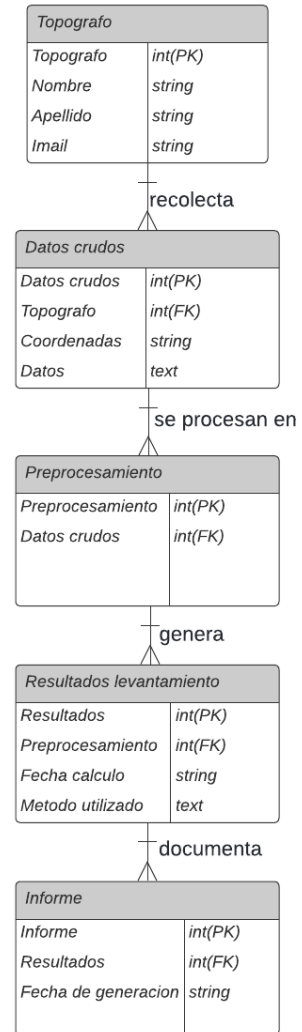 Topografo
Topografo int(PK)
Nombre string
Apellido string
Imail string
recolecta
Datos crudos
Datos crudos int(PK)
Topografo int(FK)
Coordenadas string
Datos text
se procesan en
Preprocesamiento
Preprocesamiento int(PK)
Datos crudos int(FK)
genera
Resultados levantamiento
Resultados int(PK)
Preprocesamiento int(FK)
Fecha calculo string
Metodo utilizado text
documenta
Informe
Informe int(PK)
Resultados int(FK)
Fecha de generacion string